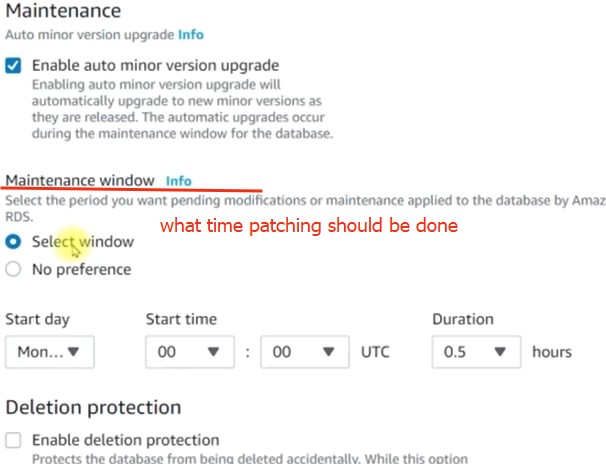 Maintenance
Auto minor version upgrade Info
Enable auto minor version upgrade
Enabling auto minor version upgrade will
automatically upgrade to new minor versions as
they are released. The automatic upgrades occur
during the maintenance window for the database.
Maintenance window Info
Select the period you want pending modifications or maintenance applied to the database by Amaz
RDS.
what time patching should be done
Select window
No preference
Start day Start time Duration
Mon... 00 : 00 UTC 0.5 hours
Deletion protection
Enable deletion protection
Protects the database from being deleted accidentally. While this option